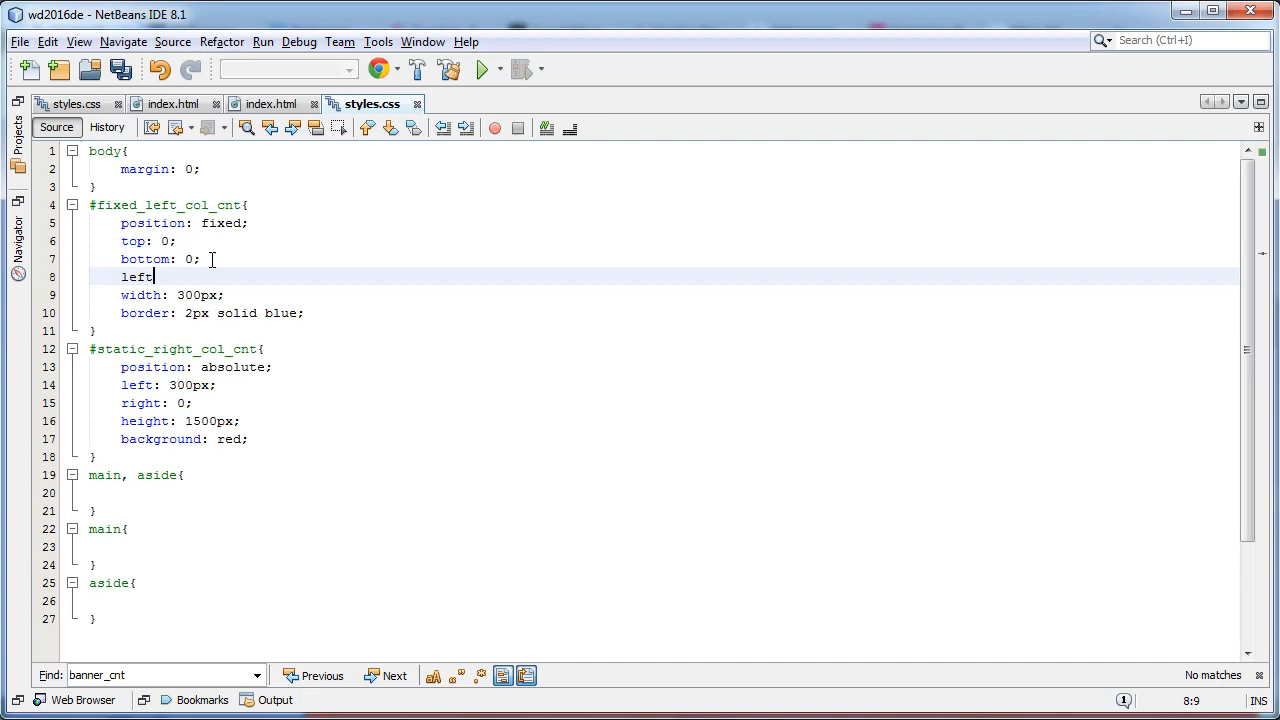 wd2016de - NetBeans IDE 8.1
File Edit View Navigate Source Refactor Run Debug Team Tools Window Help
Search (Ctrl+I)
styles.css index.html index.html styles.css
Source History
Projects
Navigator
1 body{
2 margin: 0;
3 }
4 #fixed_left_col_cnt{
5 position: fixed;
6 top: 0;
7 bottom: 0;
8 left
9 width: 300px;
10 border: 2px solid blue;
11 }
12 #static_right_col_cnt{
13 position: absolute;
14 left: 300px;
15 right: 0;
16 height: 1500px;
17 background: red;
18 }
19 main, aside{
20
21 }
22 main{
23
24 }
25 aside{
26
27 }
Find: banner_cnt Previous Next No matches
Web Browser Bookmarks Output 1 8:9 INS